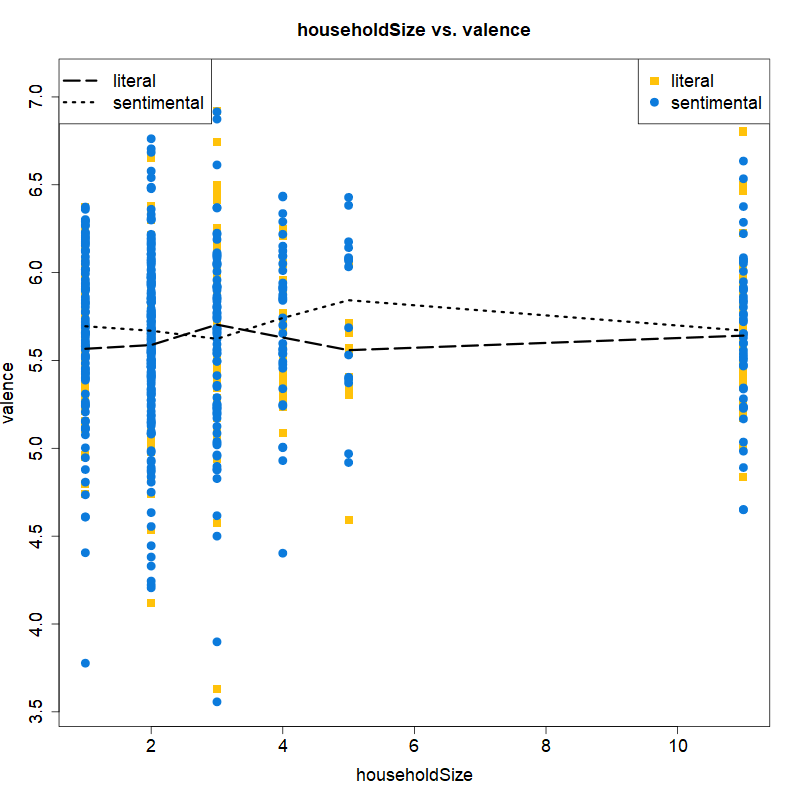 householdSize vs. valence
literal
sentimental
literal
sentimental
valence
7.0
6.5
6.0
5.5
5.0
4.5
4.0
3.5
2 4 6 8 10
householdSize